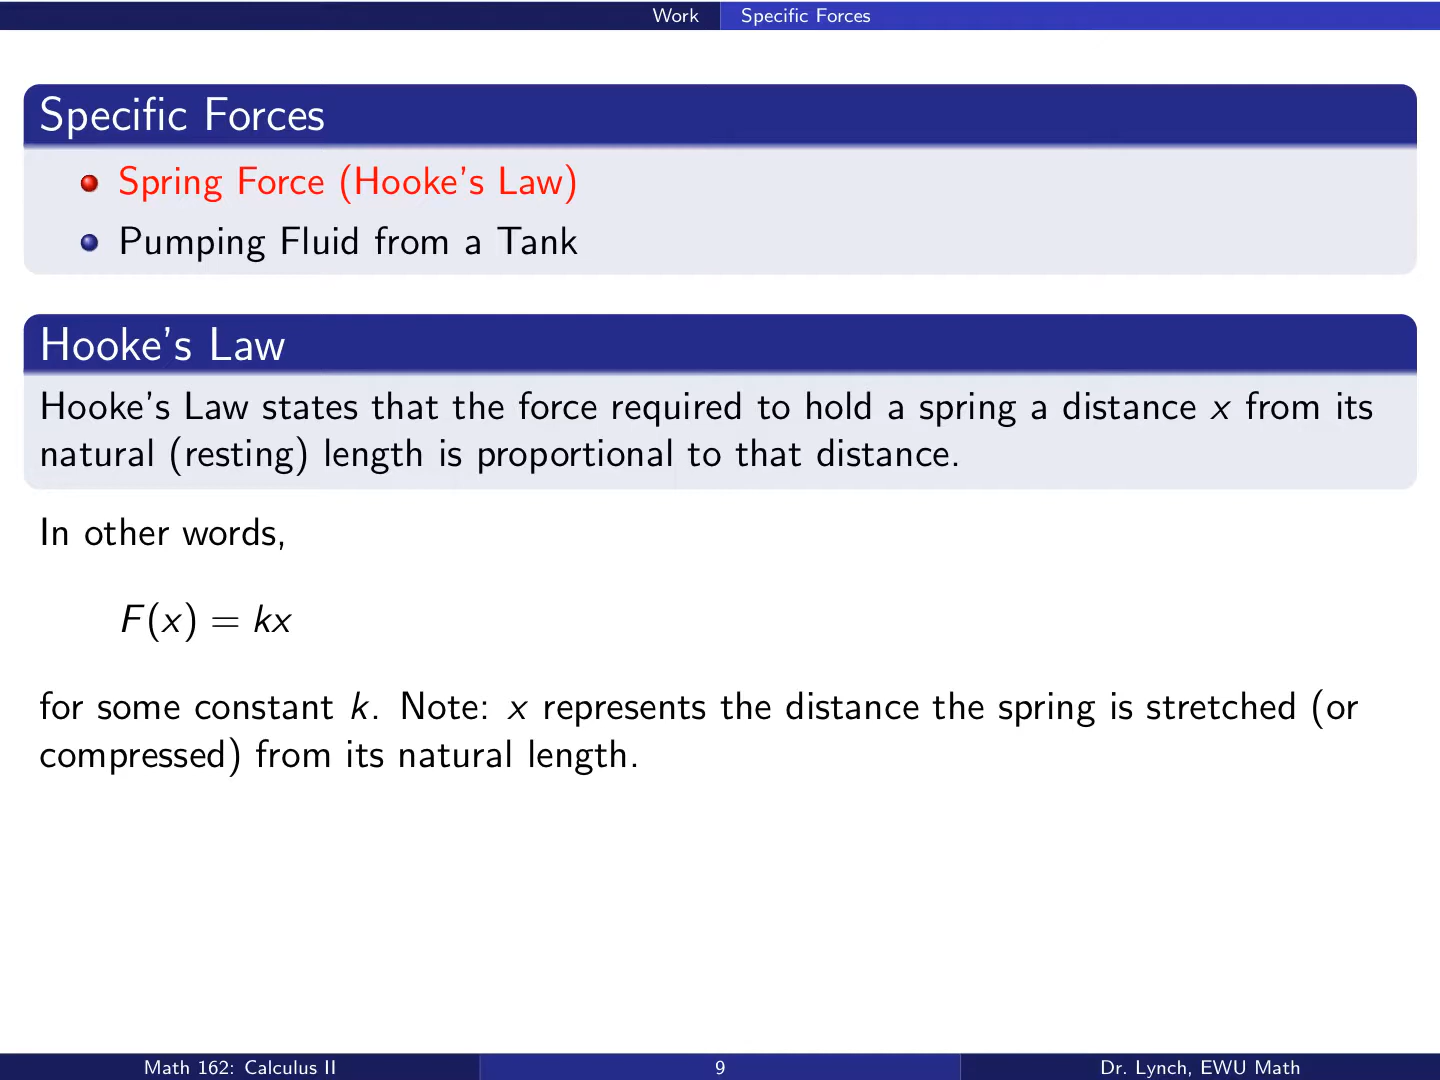 Work
Specific Forces
Specific Forces
Spring Force (Hooke's Law)
Pumping Fluid from a Tank
Hooke's Law
Hooke's Law states that the force required to hold a spring a distance x from its
natural (resting) length is proportional to that distance.
In other words,
F(x) = kx
for some constant k. Note: x represents the distance the spring is stretched (or
compressed) from its natural length.
Math 162: Calculus II
9
Dr. Lynch, EWU Math